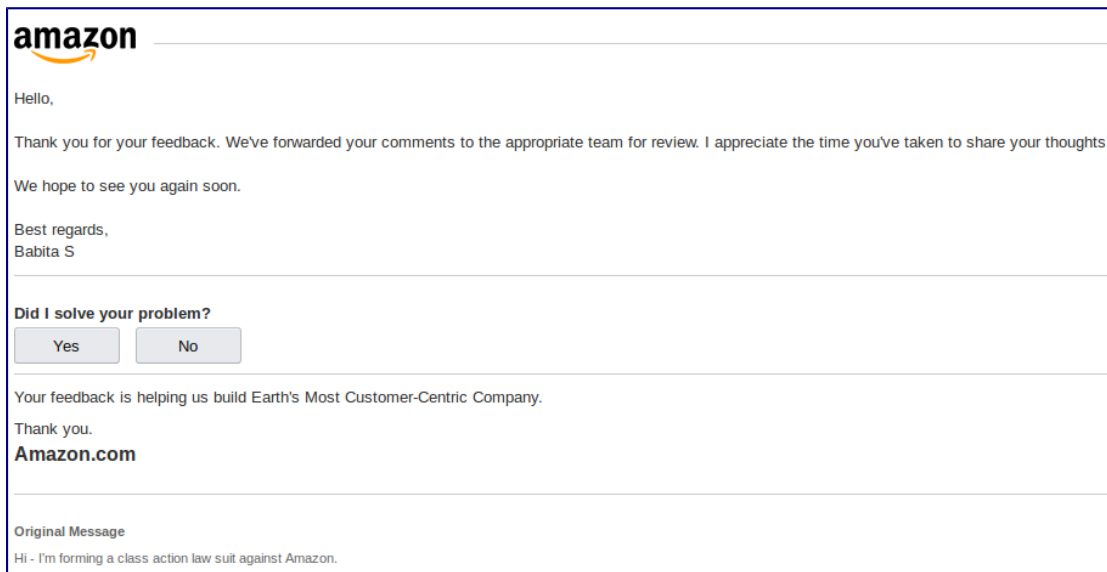 amazon
Hello,
Thank you for your feedback. We've forwarded your comments to the appropriate team for review. I appreciate the time you've taken to share your thoughts
We hope to see you again soon.
Best regards,
Babita S
Did I solve your problem?
Yes No
Your feedback is helping us build Earth's Most Customer-Centric Company.
Thank you.
Amazon.com
Original Message
Hi - I'm forming a class action law suit against Amazon.